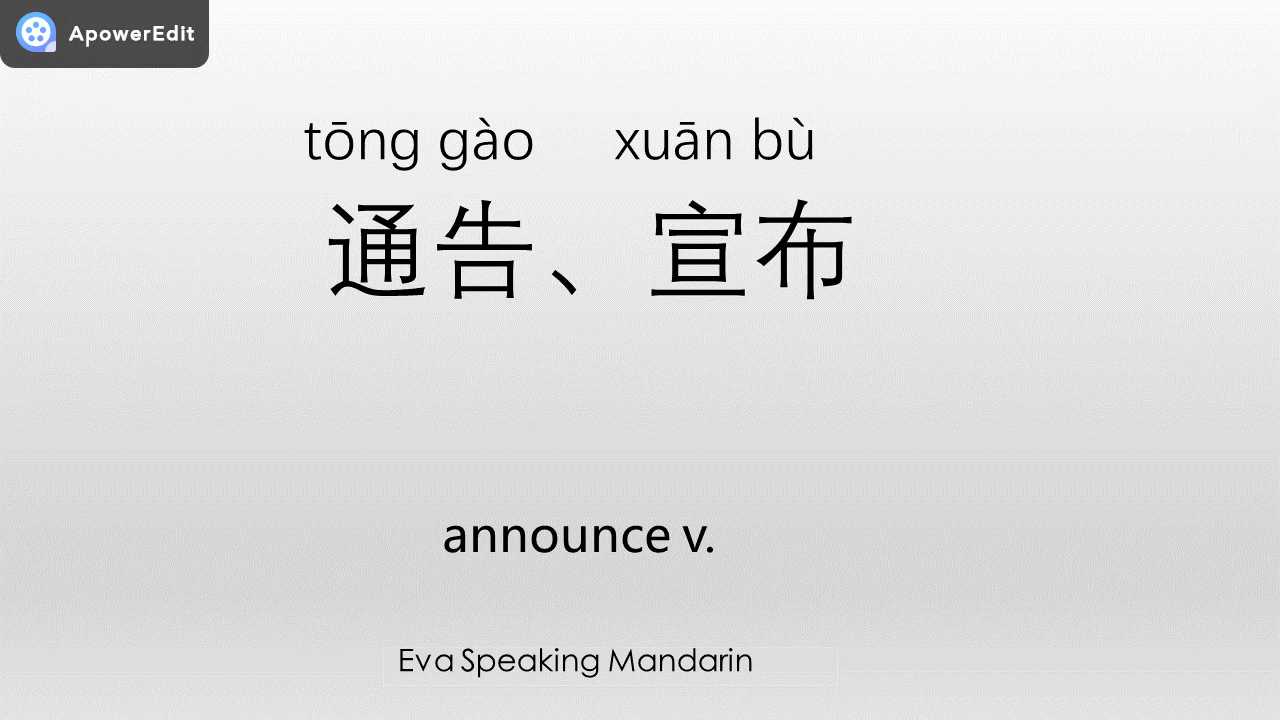 ApowerEdit
tōng gào xuān bù
通告、宣布
announce v.
Eva Speaking Mandarin